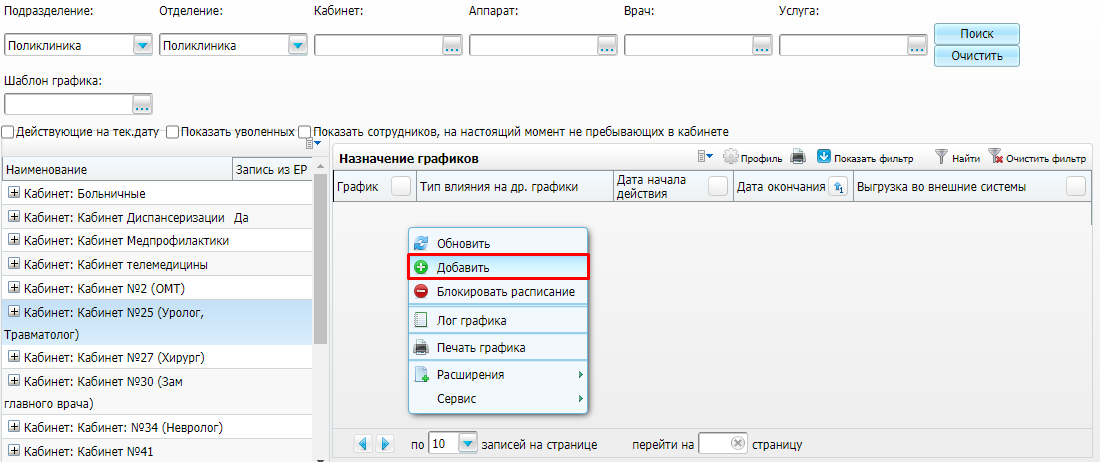 Подразделение: Отделение: Кабинет: Аппарат: Врач: Услуга:
Поликлиника Поликлиника ... ... ... ... Поиск
Очистить
Шаблон графика:
...
Действующие на тек.дату Показать уволенных Показать сотрудников, на настоящий момент не пребывающих в кабинете
Наименование Запись из ЕР
Кабинет: Больничные
Кабинет: Кабинет Диспансеризации Да
Кабинет: Кабинет Медпрофилактики
Кабинет: Кабинет телемедицины
Кабинет: Кабинет №2 (ОМТ)
Кабинет: Кабинет №25 (Уролог,
Травматолог)
Кабинет: Кабинет №27 (Хирург)
Кабинет: Кабинет №30 (Зам
главного врача)
Кабинет: Кабинет: №34 (Невролог)
Кабинет: Кабинет №41
Назначение графиков Профиль Показать фильтр Найти Очистить фильтр
График Тип влияния на др. графики Дата начала
действия Дата окончания 1 Выгрузка во внешние системы
Обновить
Добавить
Блокировать расписание
Лог графика
Печать графика
Расширения
Сервис
по 10 записей на странице перейти на страницу